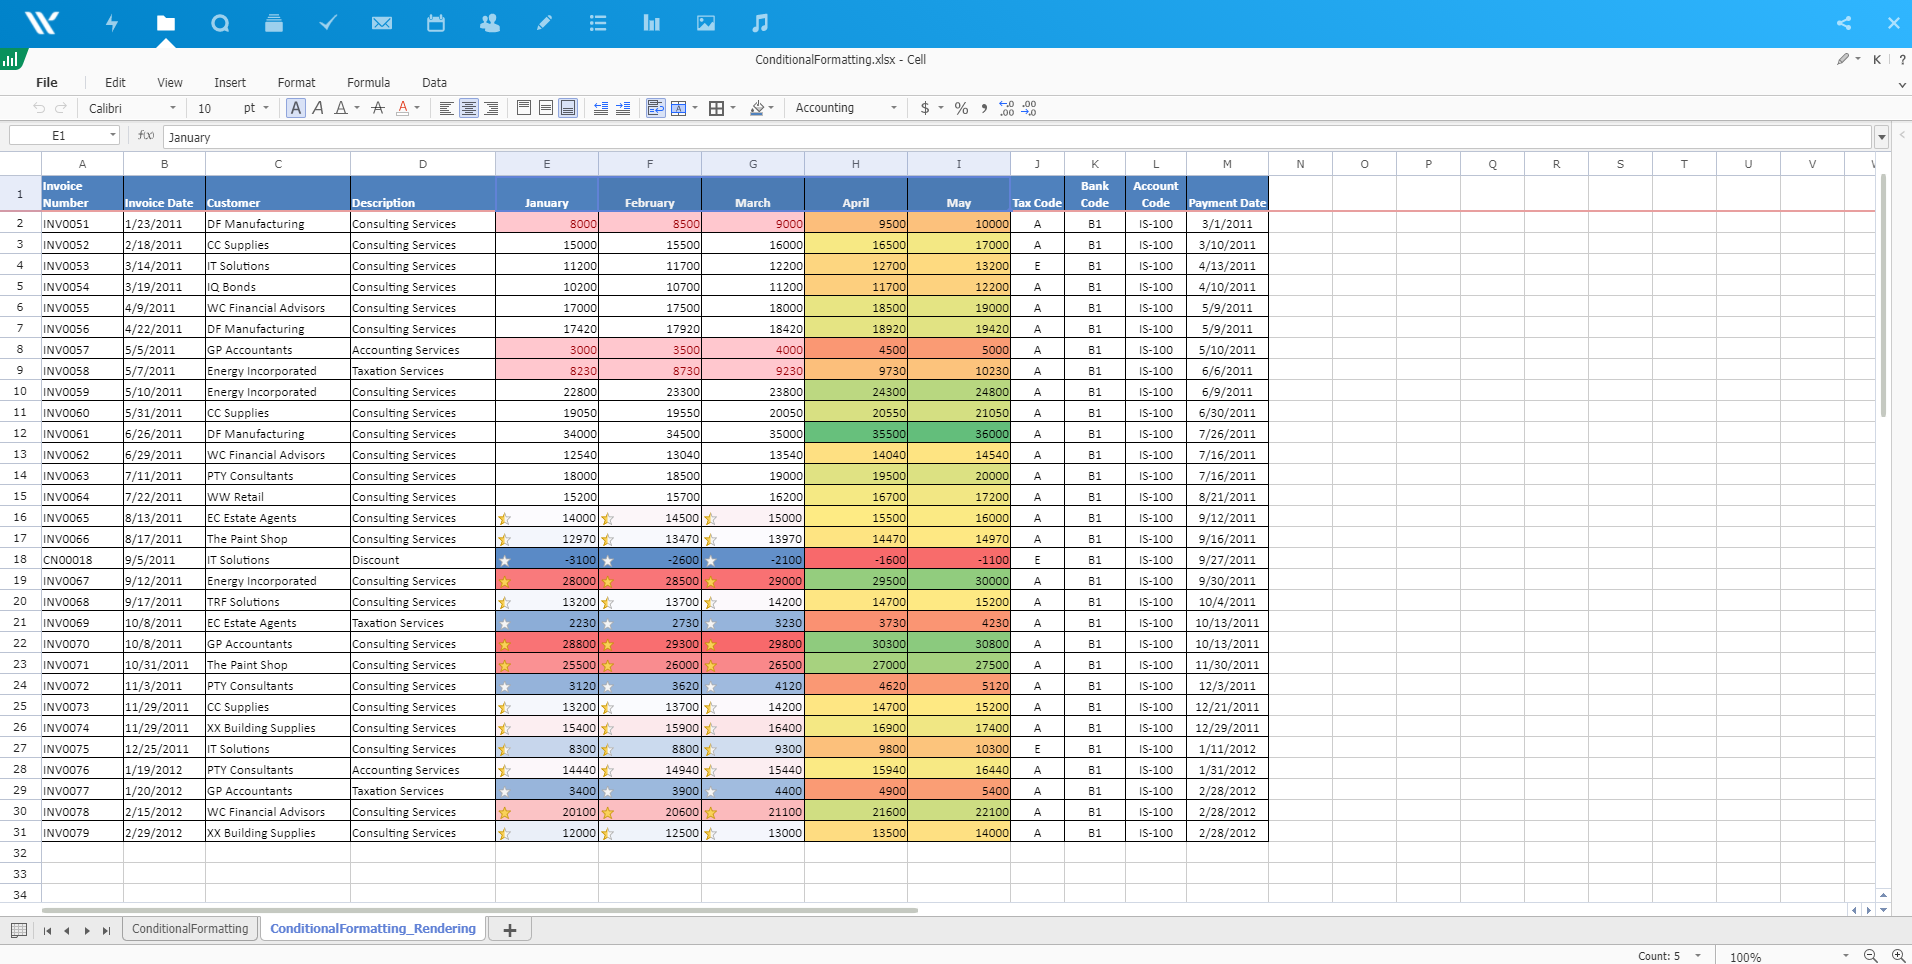 ConditionalFormatting.xlsx - Cell
K ?
File Edit View Insert Format Formula Data
Calibri 10 pt A A A A A Accounting $ % ,
E1 f(x) January
A B C D E F G H I J K L M N O P Q R S T U V
1 Invoice Number Invoice Date Customer Description January February March April May Tax Code Bank Code Account Code Payment Date
2 INV0051 1/23/2011 DF Manufacturing Consulting Services 8000 8500 9000 9500 10000 A B1 IS-100 3/1/2011
3 INV0052 2/18/2011 CC Supplies Consulting Services 15000 15500 16000 16500 17000 A B1 IS-100 3/10/2011
4 INV0053 3/14/2011 IT Solutions Consulting Services 11200 11700 12200 12700 13200 E B1 IS-100 4/13/2011
5 INV0054 3/19/2011 IQ Bonds Consulting Services 10200 10700 11200 11700 12200 A B1 IS-100 4/10/2011
6 INV0055 4/9/2011 WC Financial Advisors Consulting Services 17000 17500 18000 18500 19000 A B1 IS-100 5/9/2011
7 INV0056 4/22/2011 DF Manufacturing Consulting Services 17420 17920 18420 18920 19420 A B1 IS-100 5/9/2011
8 INV0057 5/5/2011 GP Accountants Accounting Services 3000 3500 4000 4500 5000 A B1 IS-100 5/10/2011
9 INV0058 5/7/2011 Energy Incorporated Taxation Services 8230 8730 9230 9730 10230 A B1 IS-100 6/6/2011
10 INV0059 5/10/2011 Energy Incorporated Consulting Services 22800 23300 23800 24300 24800 A B1 IS-100 6/9/2011
11 INV0060 5/31/2011 CC Supplies Consulting Services 19050 19550 20050 20550 21050 A B1 IS-100 6/30/2011
12 INV0061 6/26/2011 DF Manufacturing Consulting Services 34000 34500 35000 35500 36000 A B1 IS-100 7/26/2011
13 INV0062 6/29/2011 WC Financial Advisors Consulting Services 12540 13040 13540 14040 14540 A B1 IS-100 7/16/2011
14 INV0063 7/11/2011 PTY Consultants Consulting Services 18000 18500 19000 19500 20000 A B1 IS-100 7/16/2011
15 INV0064 7/22/2011 WW Retail Consulting Services 15200 15700 16200 16700 17200 A B1 IS-100 8/21/2011
16 INV0065 8/13/2011 EC Estate Agents Consulting Services 14000 14500 15000 15500 16000 A B1 IS-100 9/12/2011
17 INV0066 8/17/2011 The Paint Shop Consulting Services 12970 13470 13970 14470 14970 A B1 IS-100 9/16/2011
18 CN00018 9/5/2011 IT Solutions Discount -3100 -2600 -2100 -1600 -1100 E B1 IS-100 9/27/2011
19 INV0067 9/12/2011 Energy Incorporated Consulting Services 28000 28500 29000 29500 30000 A B1 IS-100 9/30/2011
20 INV0068 9/17/2011 TRF Solutions Consulting Services 13200 13700 14200 14700 15200 A B1 IS-100 10/4/2011
21 INV0069 10/8/2011 EC Estate Agents Taxation Services 2230 2730 3230 3730 4230 A B1 IS-100 10/13/2011
22 INV0070 10/8/2011 GP Accountants Consulting Services 28800 29300 29800 30300 30800 A B1 IS-100 10/13/2011
23 INV0071 10/31/2011 The Paint Shop Consulting Services 25500 26000 26500 27000 27500 A B1 IS-100 11/30/2011
24 INV0072 11/3/2011 PTY Consultants Consulting Services 3120 3620 4120 4620 5120 A B1 IS-100 12/3/2011
25 INV0073 11/29/2011 CC Supplies Consulting Services 13200 13700 14200 14700 15200 A B1 IS-100 12/21/2011
26 INV0074 11/29/2011 XX Building Supplies Consulting Services 15400 15900 16400 16900 17400 A B1 IS-100 12/29/2011
27 INV0075 12/25/2011 IT Solutions Consulting Services 8300 8800 9300 9800 10300 E B1 IS-100 1/11/2012
28 INV0076 1/19/2012 PTY Consultants Accounting Services 14440 14940 15440 15940 16440 A B1 IS-100 1/31/2012
29 INV0077 1/20/2012 GP Accountants Taxation Services 3400 3900 4400 4900 5400 A B1 IS-100 2/28/2012
30 INV0078 2/15/2012 WC Financial Advisors Consulting Services 20100 20600 21100 21600 22100 A B1 IS-100 2/28/2012
31 INV0079 2/29/2012 XX Building Supplies Consulting Services 12000 12500 13000 13500 14000 A B1 IS-100 2/28/2012
32
33
34
ConditionalFormatting ConditionalFormatting_Rendering +
Count: 5 100%